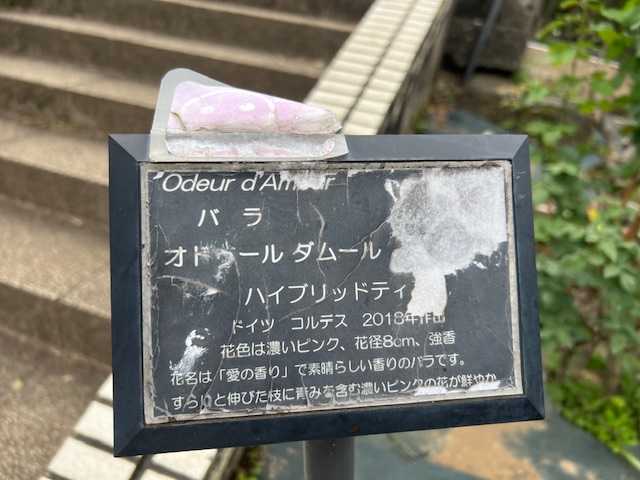 Odeur d'Amour
バラ
オドゥール ダムール
ハイブリッドティ
ドイツ コルデス 2018年作出
花色は濃いピンク、花径8cm、強香
花名は「愛の香り」で素晴らしい香りのバラです。
すらりと伸びた枝に青みを含む濃いピンクの花が鮮やか